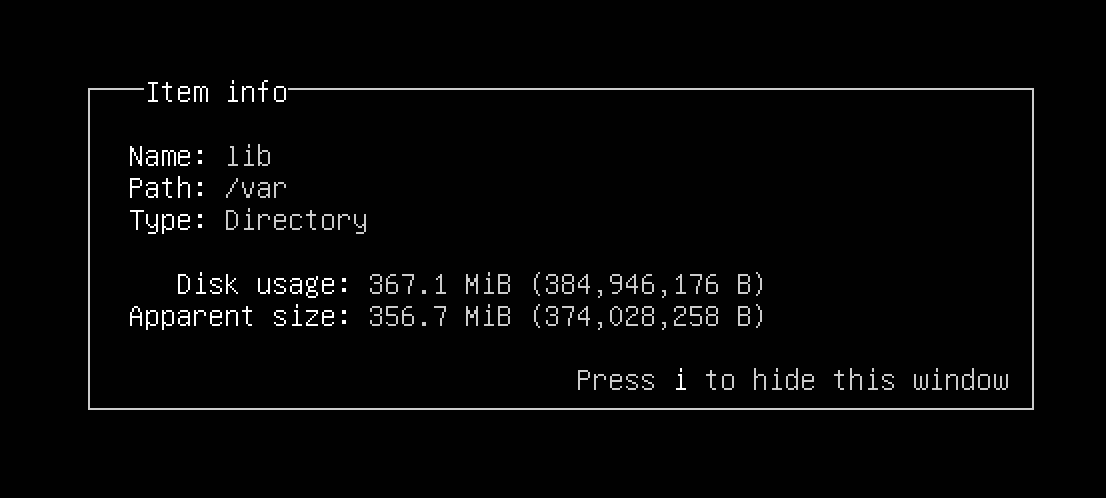 Item info
Name: lib
Path: /var
Type: Directory
Disk usage: 367.1 MiB (384,946,176 B)
Apparent size: 356.7 MiB (374,028,258 B)
Press i to hide this window